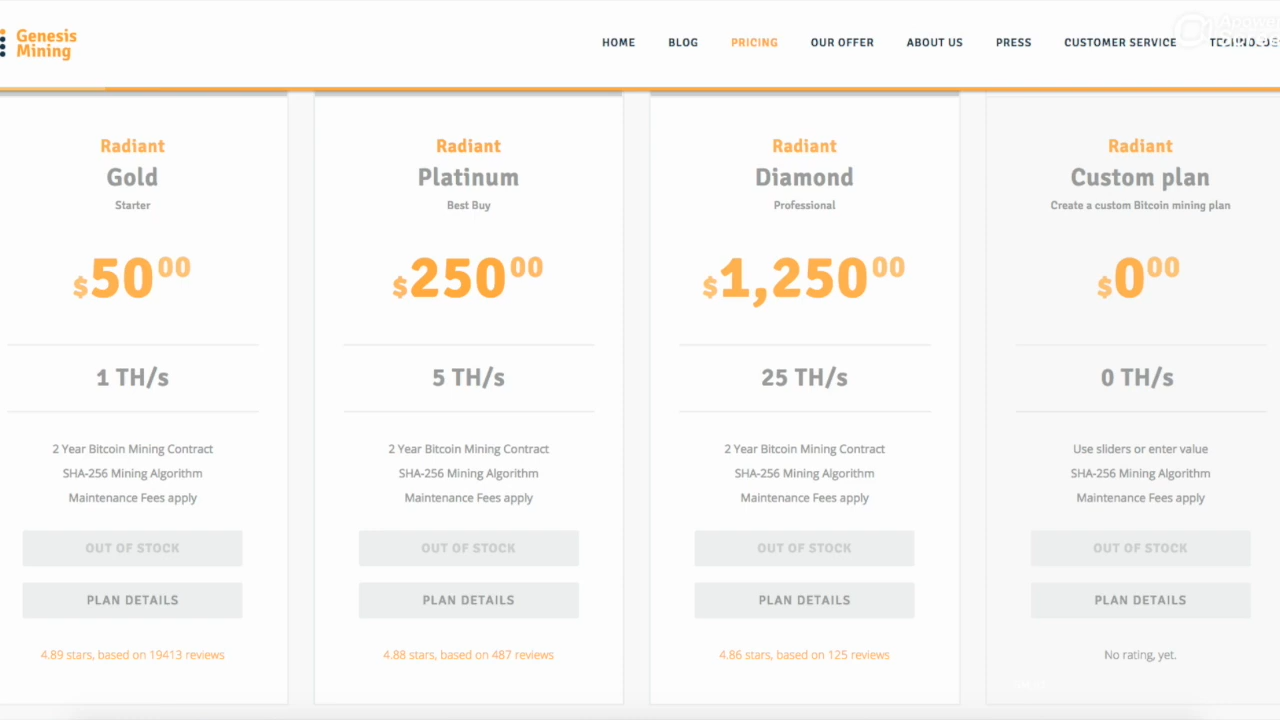 Genesis
Mining
HOME BLOG PRICING OUR OFFER ABOUT US PRESS CUSTOMER SERVICE
Radiant
Gold
Starter
$50 00
1 TH/s
2 Year Bitcoin Mining Contract
SHA-256 Mining Algorithm
Maintenance Fees apply
OUT OF STOCK
PLAN DETAILS
4.89 stars, based on 19413 reviews
Radiant
Platinum
Best Buy
$250 00
5 TH/s
2 Year Bitcoin Mining Contract
SHA-256 Mining Algorithm
Maintenance Fees apply
OUT OF STOCK
PLAN DETAILS
4.88 stars, based on 487 reviews
Radiant
Diamond
Professional
$1,250 00
25 TH/s
2 Year Bitcoin Mining Contract
SHA-256 Mining Algorithm
Maintenance Fees apply
OUT OF STOCK
PLAN DETAILS
4.86 stars, based on 125 reviews
Radiant
Custom plan
Create a custom Bitcoin mining plan
$0 00
0 TH/s
Use sliders or enter value
SHA-256 Mining Algorithm
Maintenance Fees apply
OUT OF STOCK
PLAN DETAILS
No rating, yet.